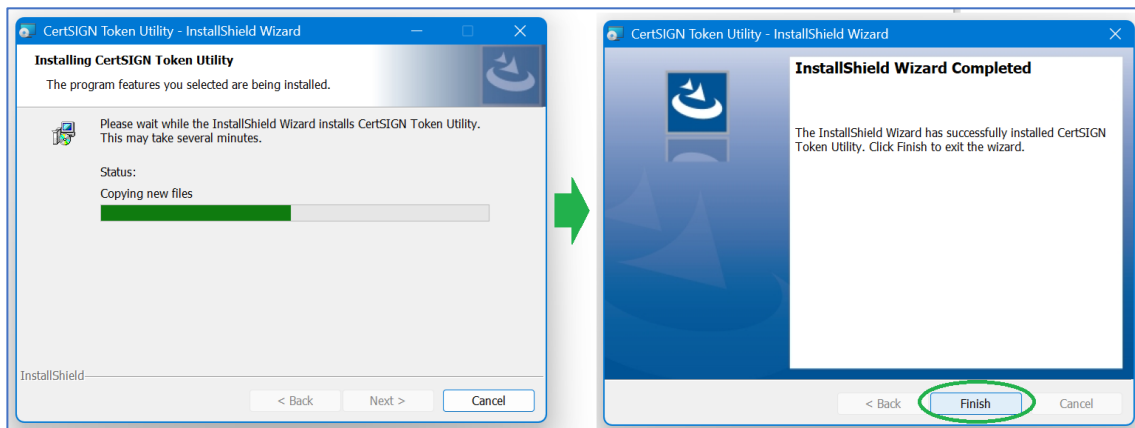 CertSIGN Token Utility - InstallShield Wizard
Installing CertSIGN Token Utility
The program features you selected are being installed.
Please wait while the InstallShield Wizard installs CertSIGN Token Utility.
This may take several minutes.
Status:
Copying new files
InstallShield
< Back
Next >
Cancel
CertSIGN Token Utility - InstallShield Wizard
InstallShield Wizard Completed
The InstallShield Wizard has successfully installed CertSIGN
Token Utility. Click Finish to exit the wizard.
< Back
Finish
Cancel